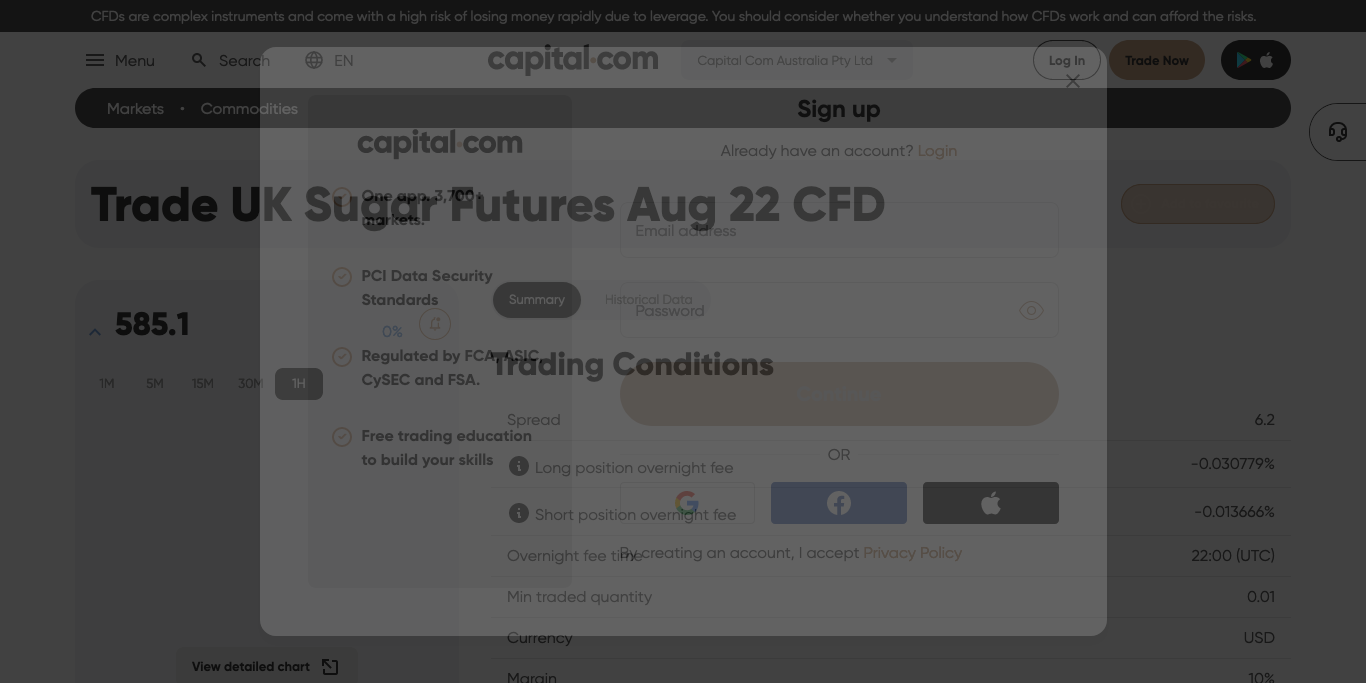 CFDs are complex instruments and come with a high risk of losing money rapidly due to leverage. You should consider whether you understand how CFDs work and can afford the risks.
Menu
Search
EN
capital.com
Capital Com Australia Pty Ltd
Log In
Trade Now
Markets • Commodities
Trade UK Sugar Futures Aug 22 CFD
585.1
0%
1M 5M 15M 30M 1H
View detailed chart
Summary
Historical Data
Trading Conditions
Spread 6.2
Long position overnight fee -0.030779%
Short position overnight fee -0.013666%
Overnight fee time 22:00 (UTC)
Min traded quantity 0.01
Currency USD
Margin 10%
capital.com
One app. 3,700+
markets.
PCI Data Security
Standards
Regulated by FCA, ASIC,
CySEC and FSA.
Free trading education
to build your skills
Sign up
Already have an account? Login
Email address
Password
OR
By creating an account, I accept Privacy Policy